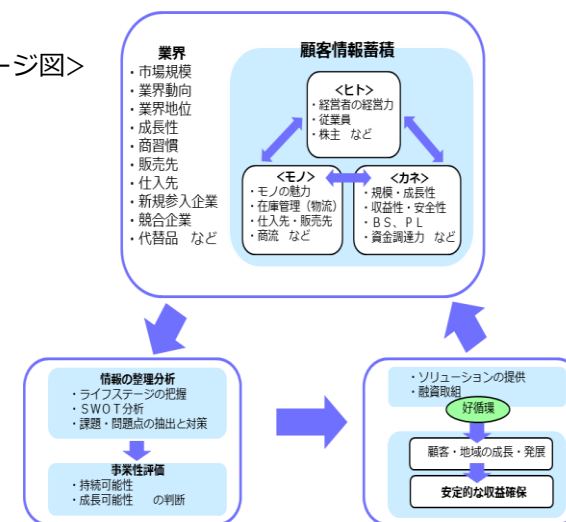 ージ図>
業界
・市場規模
・業界動向
・業界地位
・成長性
・商習慣
・販売先
・仕入先
・新規参入企業
・競合企業
・代替品　など
顧客情報蓄積
<ヒト>
・経営者の経営力
・従業員
・株主　など
<モノ>
・モノの魅力
・在庫管理（物流）
・仕入先・販売先
・商流　など
<カネ>
・規模・成長性
・収益性・安全性
・ＢＳ、ＰＬ
・資金調達力　など
情報の整理分析
・ライフステージの把握
・ＳＷＯＴ分析
・課題・問題点の抽出と対策
事業性評価
・持続可能性
・成長可能性　の判断
・ソリューションの提供
・融資取組
好循環
顧客・地域の成長・発展
安定的な収益確保